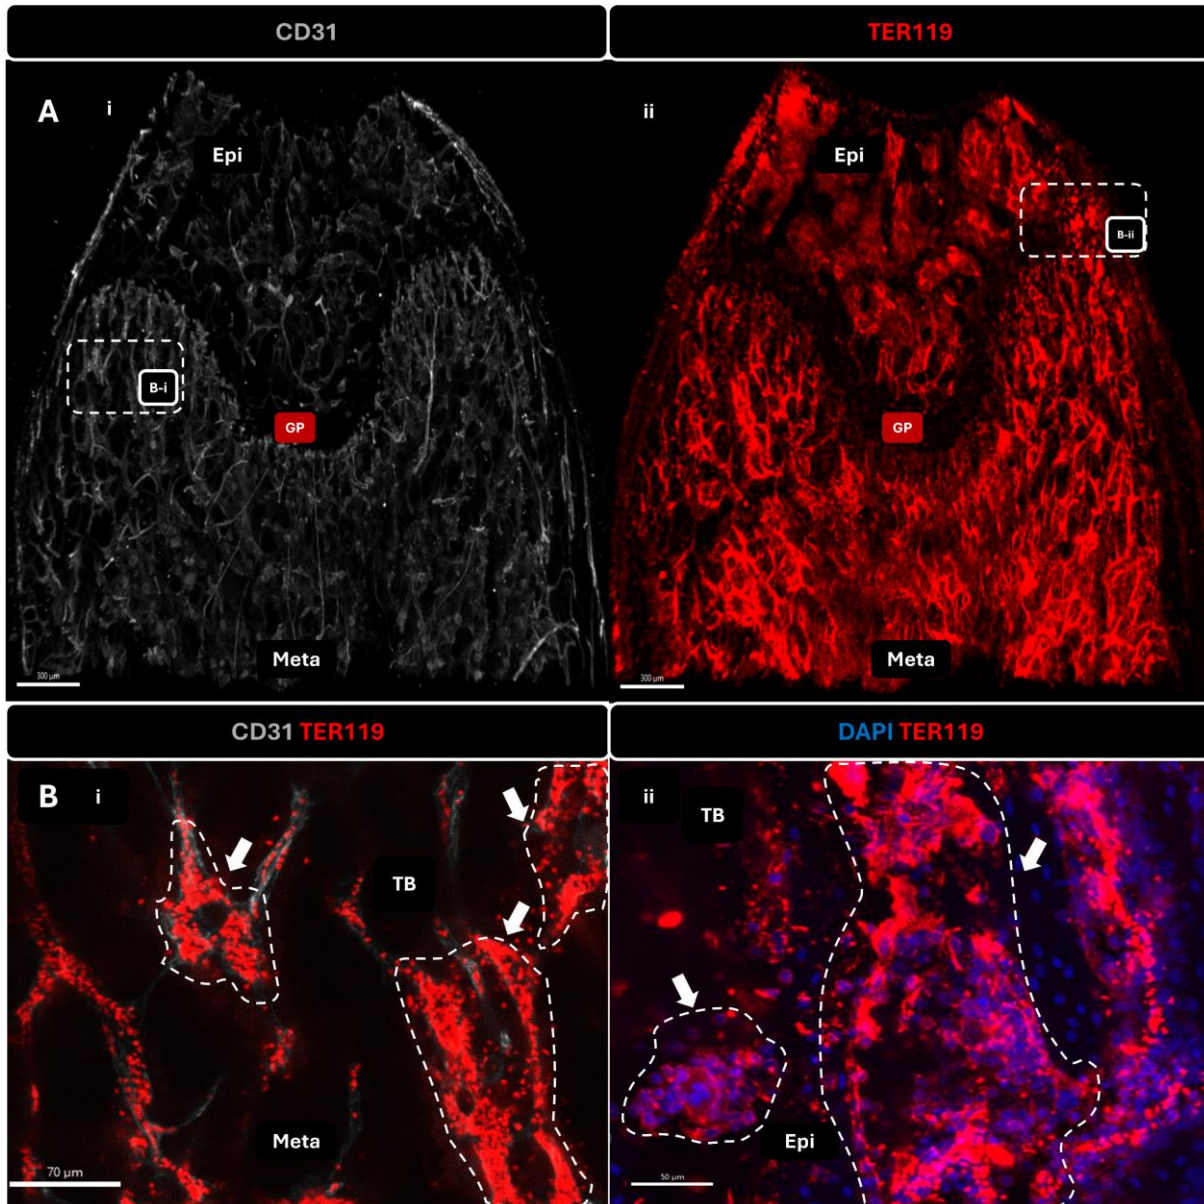 CD31
TER119
A
i
Epi
B-i
GP
Meta
300 µm
ii
Epi
B-ii
GP
Meta
300 µm
CD31 TER119
DAPI TER119
B
i
TB
Meta
70 µm
ii
TB
Epi
50 µm